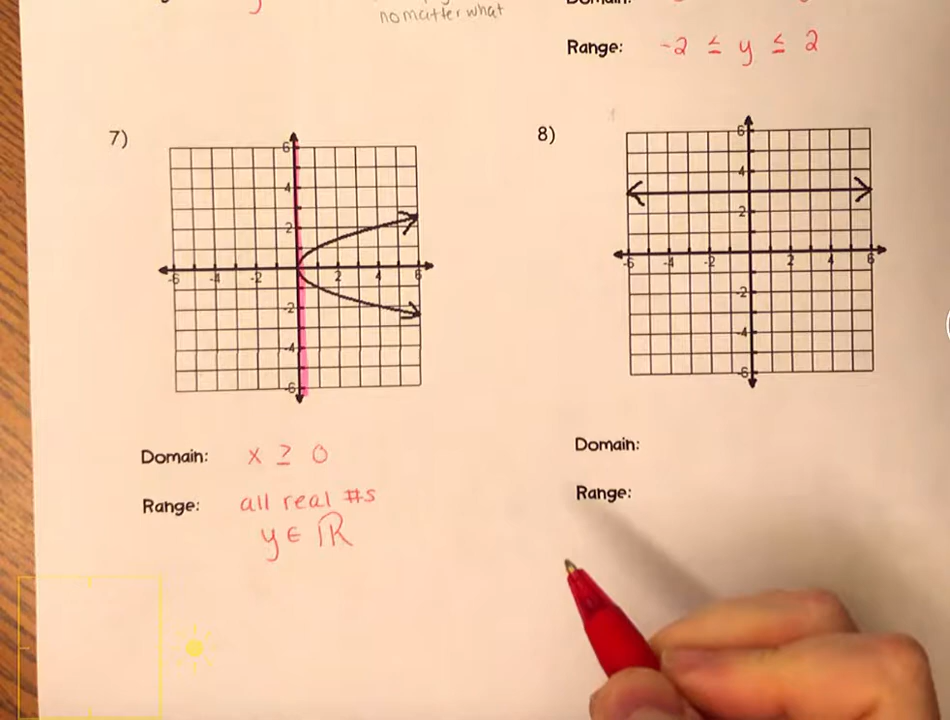 no matter what
Domain:
Range: -2 ≤ y ≤ 2
7)
6
4
2
-6 -4 -2 2 4 6
-2
-4
-6
Domain: x ≥ 0
Range: all real #s
y ∈ ℝ
8)
6
4
2
-6 -4 -2 2 4 6
-2
-4
-6
Domain:
Range: